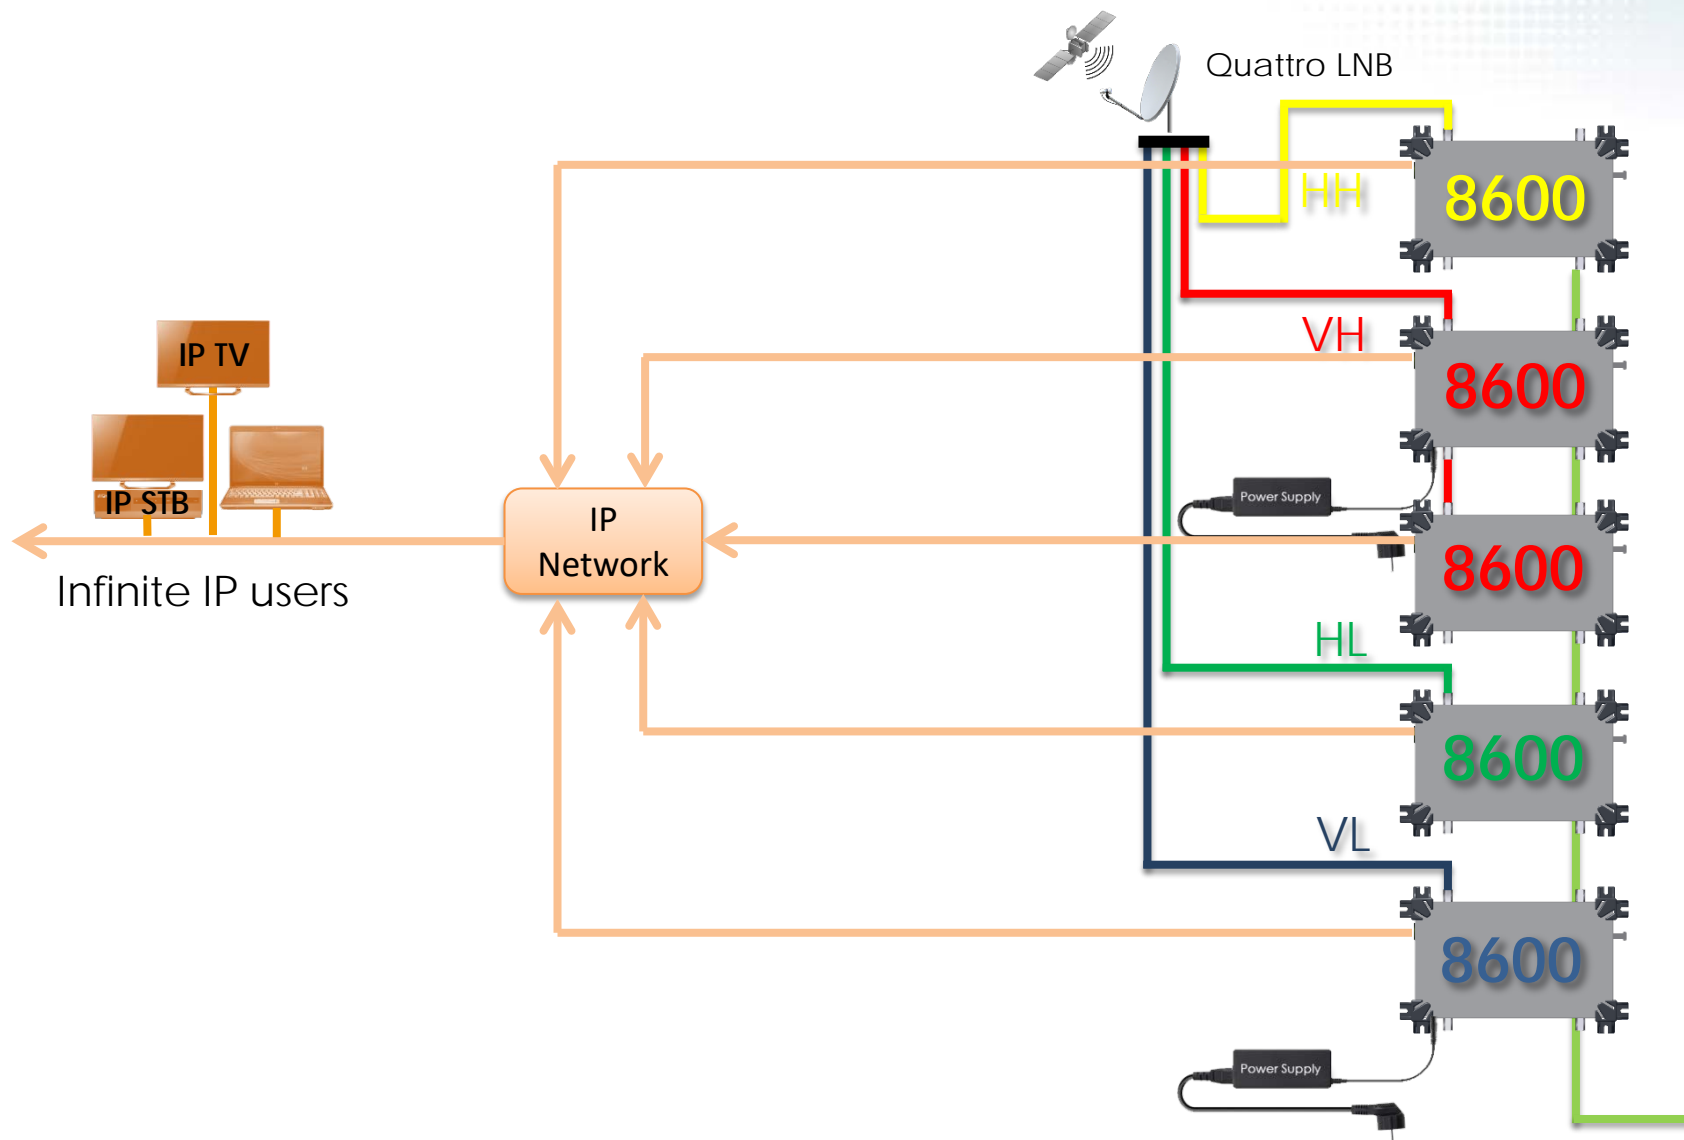 Quattro LNB
HH
8600
VH
8600
IP TV
IP STB
Power Supply
IP
Network
8600
Infinite IP users
HL
8600
VL
8600
Power Supply